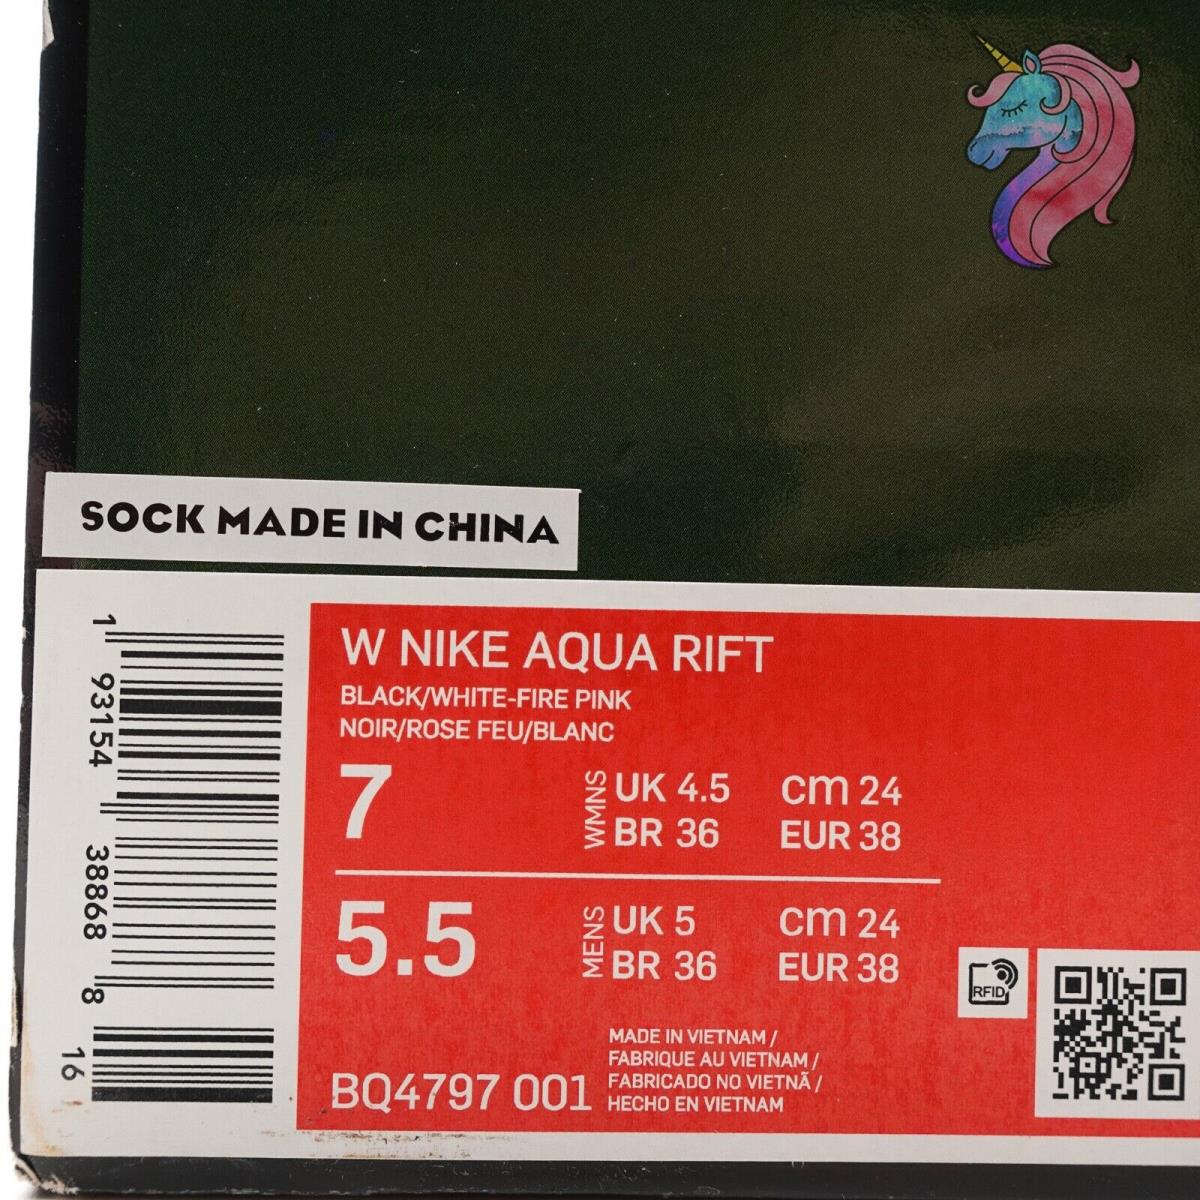 SOCK MADE IN CHINA
1 93154 38868 8
16
W NIKE AQUA RIFT
BLACK/WHITE-FIRE PINK
NOIR/ROSE FEU/BLANC
7
WMNS
UK 4.5 cm 24
BR 36 EUR 38
5.5
MENS
UK 5 cm 24
BR 36 EUR 38
RFID
BQ4797 001
MADE IN VIETNAM /
FABRIQUE AU VIETNAM /
FABRICADO NO VIETNÃ /
HECHO EN VIETNAM